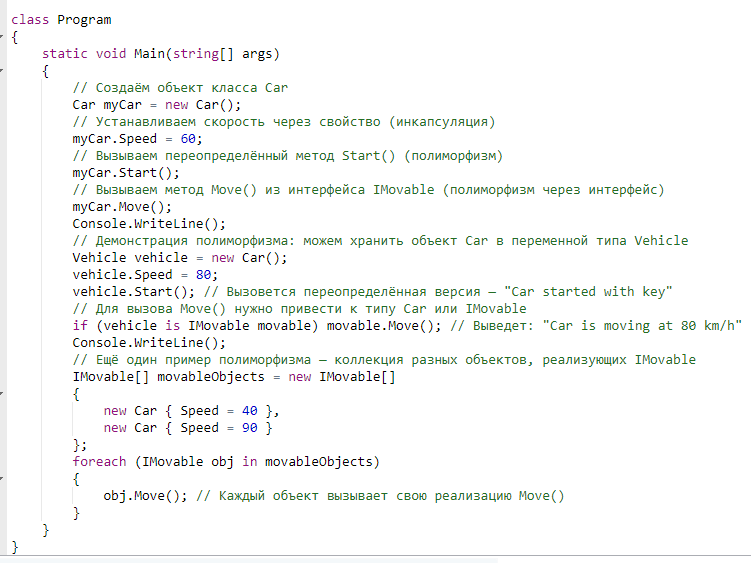 class Program
{
    static void Main(string[] args)
    {
        // Создаём объект класса Car
        Car myCar = new Car();
        // Устанавливаем скорость через свойство (инкапсуляция)
        myCar.Speed = 60;
        // Вызываем переопределённый метод Start() (полиморфизм)
        myCar.Start();
        // Вызываем метод Move() из интерфейса IMovable (полиморфизм через интерфейс)
        myCar.Move();
        Console.WriteLine();
        // Демонстрация полиморфизма: можем хранить объект Car в переменной типа Vehicle
        Vehicle vehicle = new Car();
        vehicle.Speed = 80;
        vehicle.Start(); // Вызовется переопределённая версия — "Car started with key"
        // Для вызова Move() нужно привести к типу Car или IMovable
        if (vehicle is IMovable movable) movable.Move(); // Выведет: "Car is moving at 80 km/h"
        Console.WriteLine();
        // Ещё один пример полиморфизма — коллекция разных объектов, реализующих IMovable
        IMovable[] movableObjects = new IMovable[]
        {
            new Car { Speed = 40 },
            new Car { Speed = 90 }
        };
        foreach (IMovable obj in movableObjects)
        {
            obj.Move(); // Каждый объект вызывает свою реализацию Move()
        }
    }
}